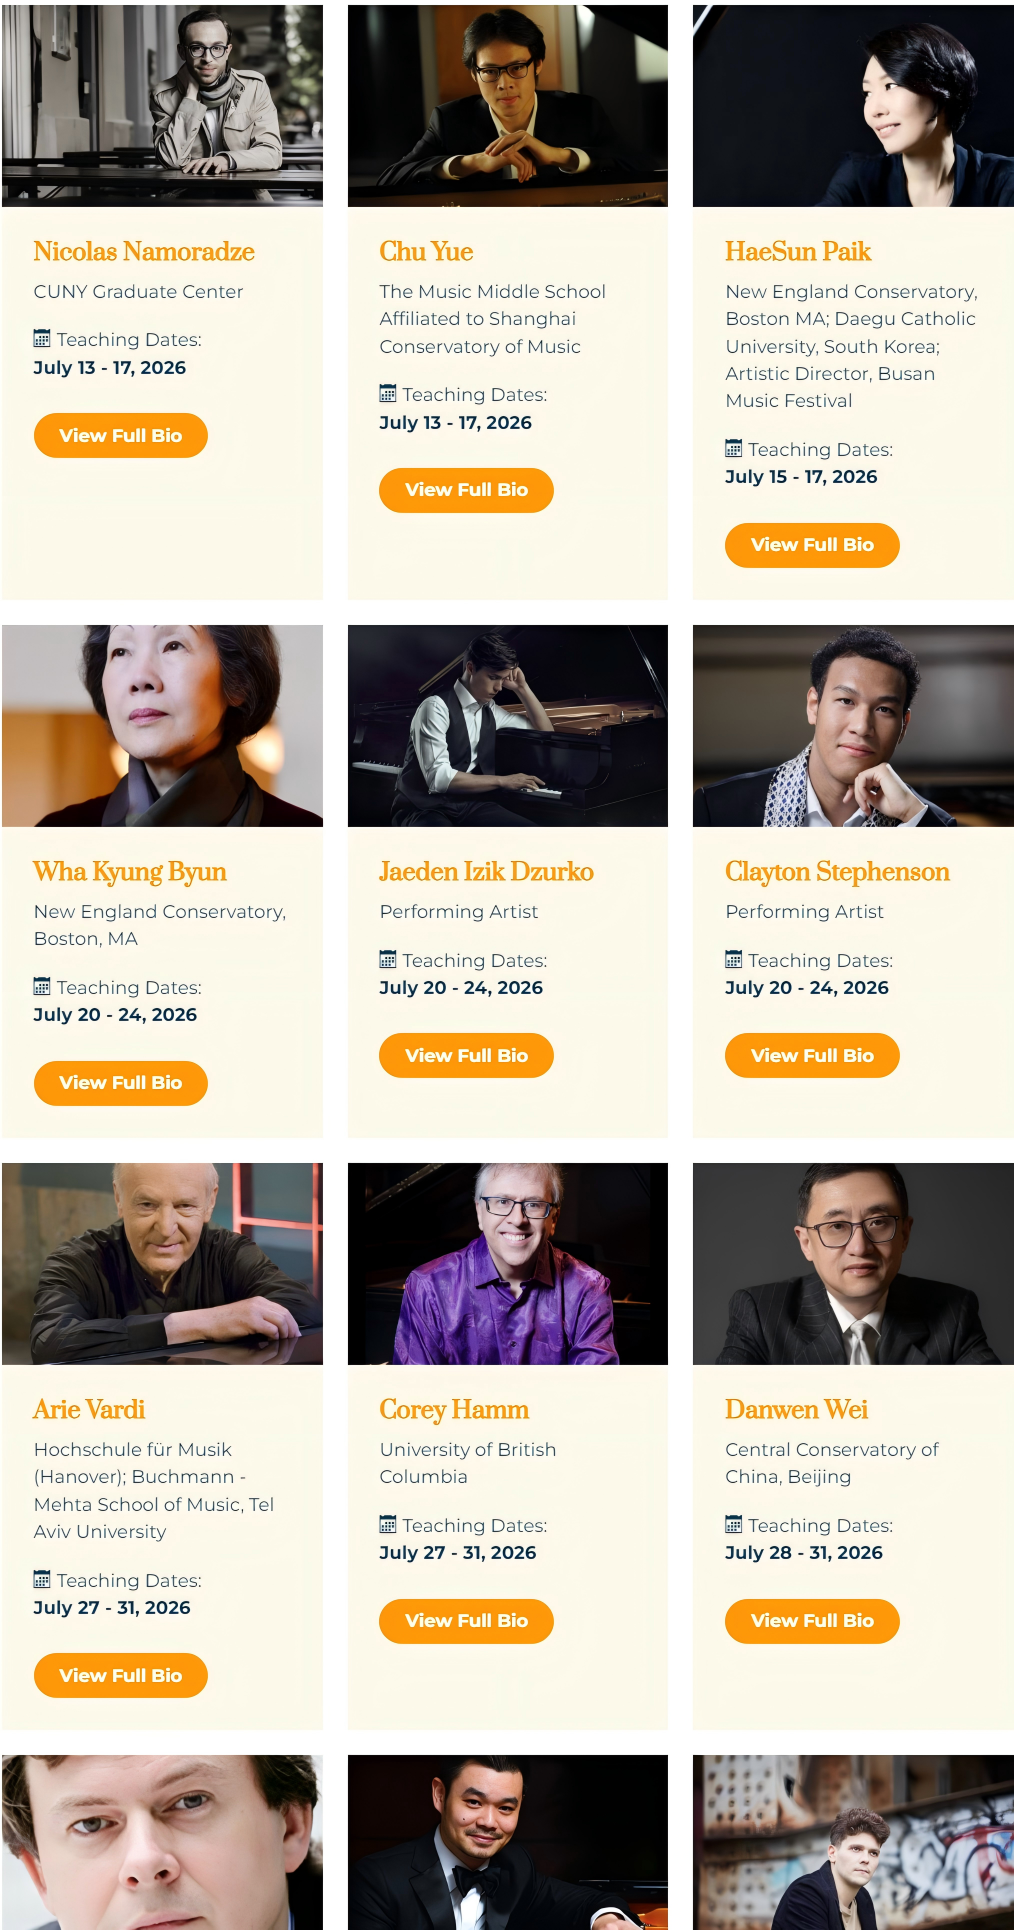 Nicolas Namoradze
CUNY Graduate Center
Teaching Dates:
July 13 - 17, 2026
View Full Bio
Chu Yue
The Music Middle School
Affiliated to Shanghai
Conservatory of Music
Teaching Dates:
July 13 - 17, 2026
View Full Bio
HaeSun Paik
New England Conservatory,
Boston MA; Daegu Catholic
University, South Korea;
Artistic Director, Busan
Music Festival
Teaching Dates:
July 15 - 17, 2026
View Full Bio
Wha Kyung Byun
New England Conservatory,
Boston, MA
Teaching Dates:
July 20 - 24, 2026
View Full Bio
Jaeden Izik Dzurko
Performing Artist
Teaching Dates:
July 20 - 24, 2026
View Full Bio
Clayton Stephenson
Performing Artist
Teaching Dates:
July 20 - 24, 2026
View Full Bio
Arie Vardi
Hochschule für Musik
(Hanover); Buchmann -
Mehta School of Music, Tel
Aviv University
Teaching Dates:
July 27 - 31, 2026
View Full Bio
Corey Hamm
University of British
Columbia
Teaching Dates:
July 27 - 31, 2026
View Full Bio
Danwen Wei
Central Conservatory of
China, Beijing
Teaching Dates:
July 28 - 31, 2026
View Full Bio